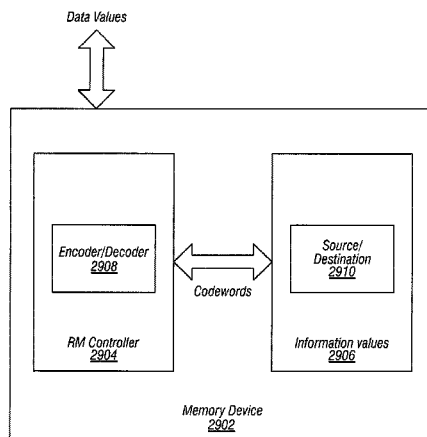 Data Values
Encoder/Decoder
2908
Source/
Destination
2910
Codewords
RM Controller
2904
Information values
2906
Memory Device
2902